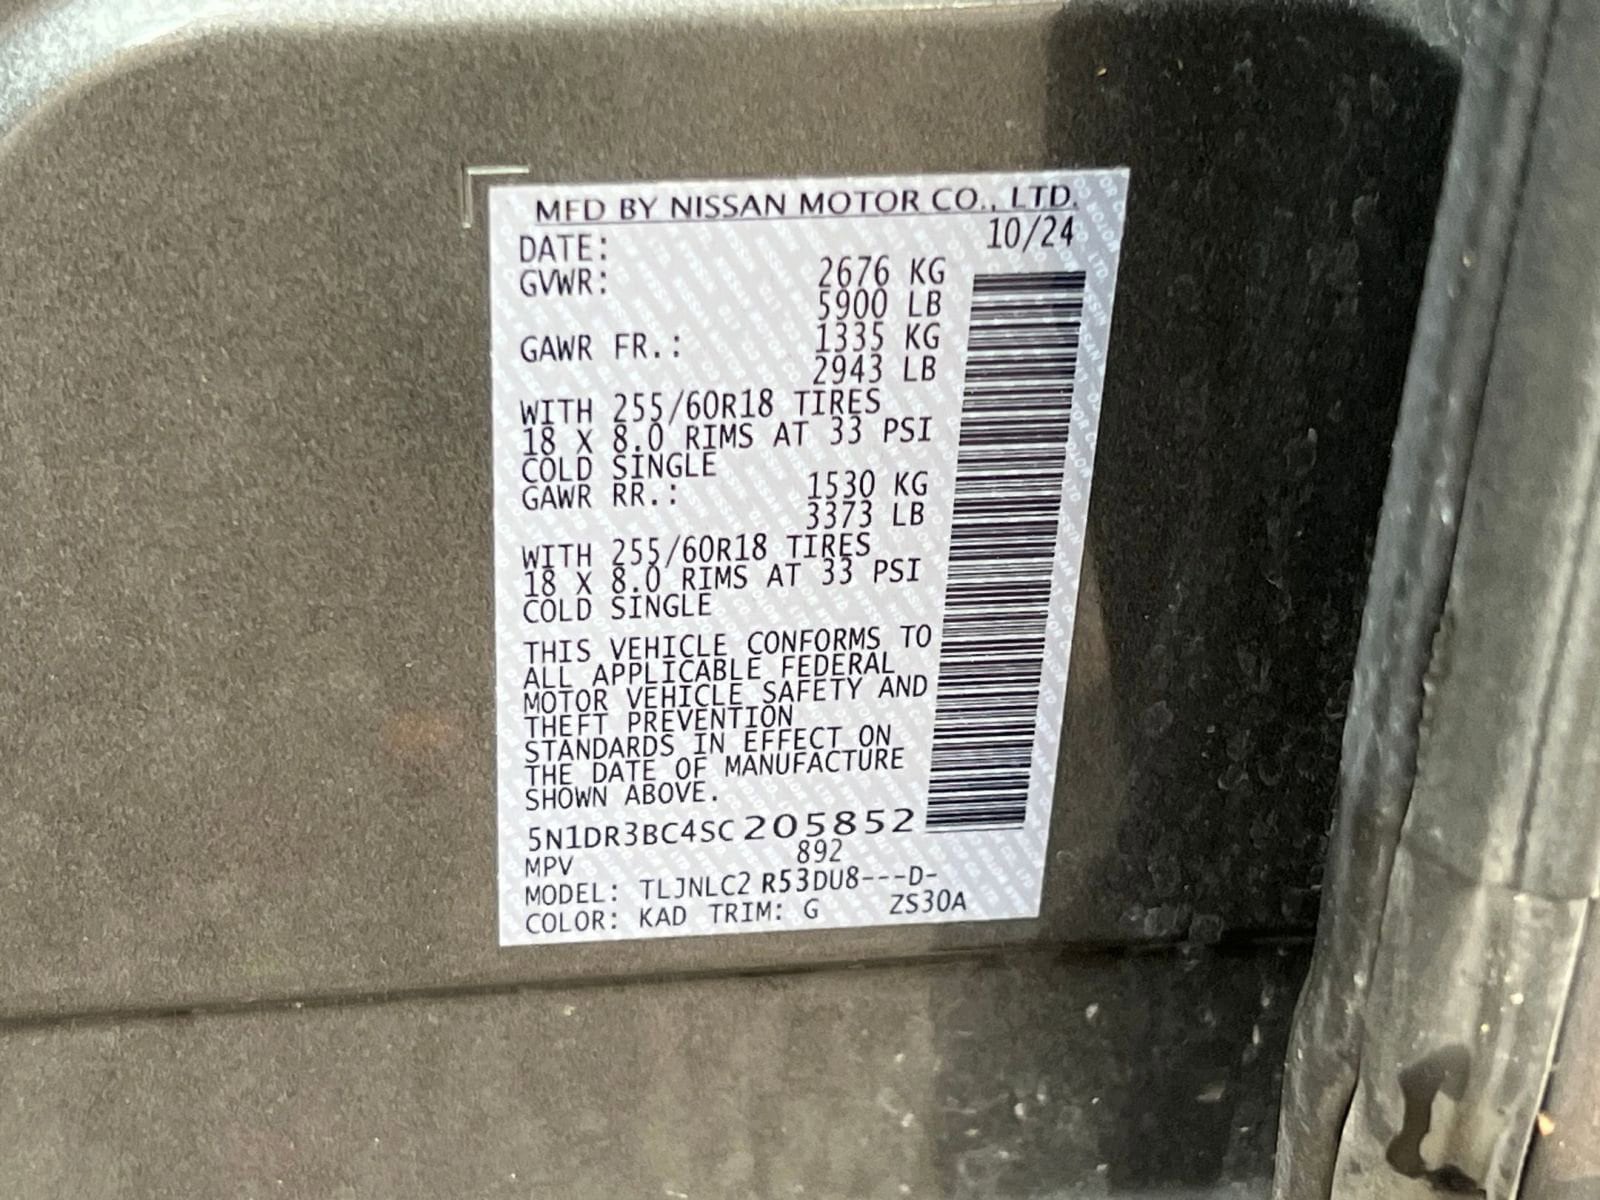 MFD BY NISSAN MOTOR CO., LTD.
DATE: 10/24
GVWR: 2676 KG
5900 LB
GAWR FR.: 1335 KG
2943 LB
WITH 255/60R18 TIRES
18 X 8.0 RIMS AT 33 PSI
COLD SINGLE
GAWR RR.: 1530 KG
3373 LB
WITH 255/60R18 TIRES
18 X 8.0 RIMS AT 33 PSI
COLD SINGLE
THIS VEHICLE CONFORMS TO
ALL APPLICABLE FEDERAL
MOTOR VEHICLE SAFETY AND
THEFT PREVENTION
STANDARDS IN EFFECT ON
THE DATE OF MANUFACTURE
SHOWN ABOVE.
5N1DR3BC4SC205852
MPV 892
MODEL: TLJNLC2 R53DU8---D-
COLOR: KAD TRIM: G ZS30A